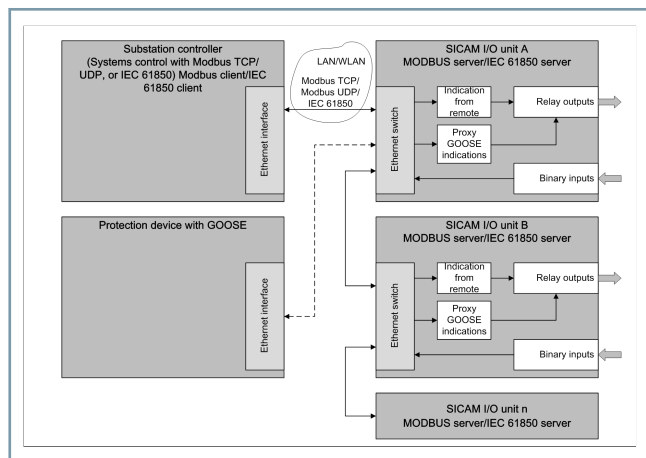 Substation controller
(Systems control with Modbus TCP/
UDP, or IEC 61850) Modbus client/IEC
61850 client
Ethernet interface
LAN/WLAN
Modbus TCP/
Modbus UDP/
IEC 61850
SICAM I/O unit A
MODBUS server/IEC 61850 server
Ethernet switch
Indication
from
remote
Relay outputs
Proxy
GOOSE
indications
Binary inputs
Protection device with GOOSE
Ethernet interface
SICAM I/O unit B
MODBUS server/IEC 61850 server
Ethernet switch
Indication
from
remote
Relay outputs
Proxy
GOOSE
indications
Binary inputs
SICAM I/O unit n
MODBUS server/IEC 61850 server